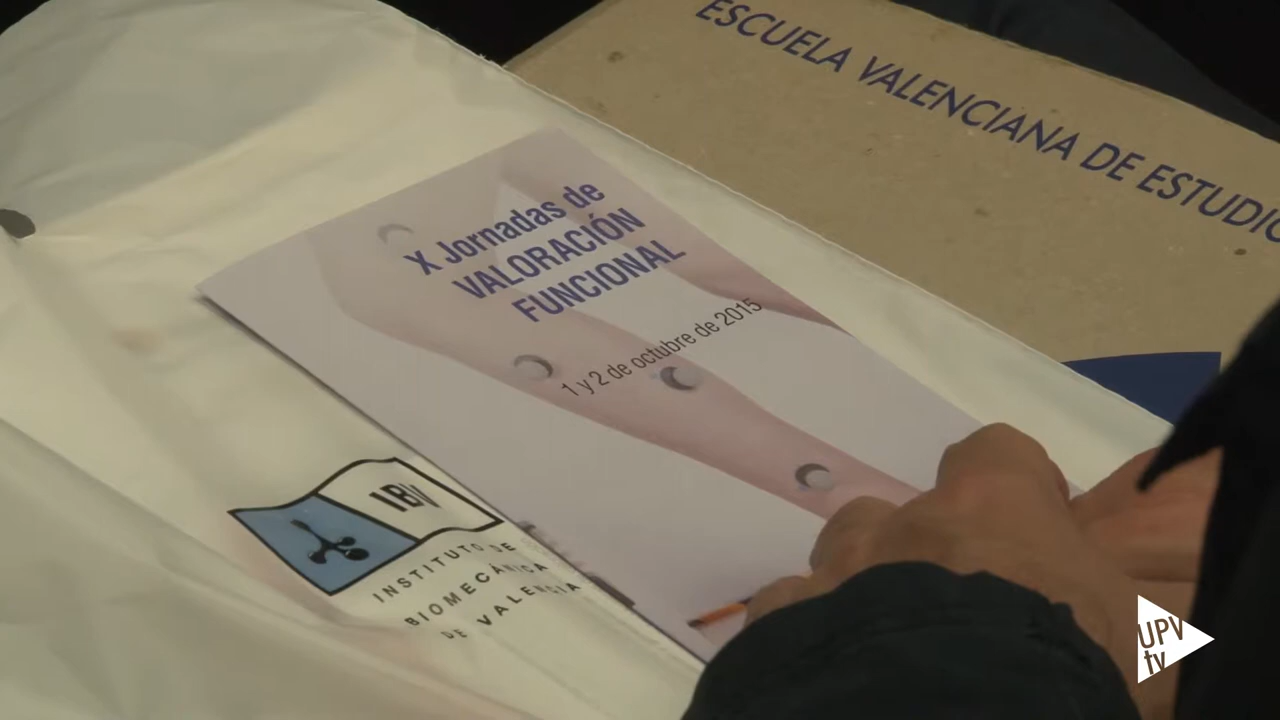 ESCUELA VALENCIANA DE
X Jornadas de
VALORACIÓN
FUNCIONAL
1 y 2 de octubre de 2015
IBV
INSTITUTO DE
BIOMECÁNICA
DE VALENCIA
UPV
tv